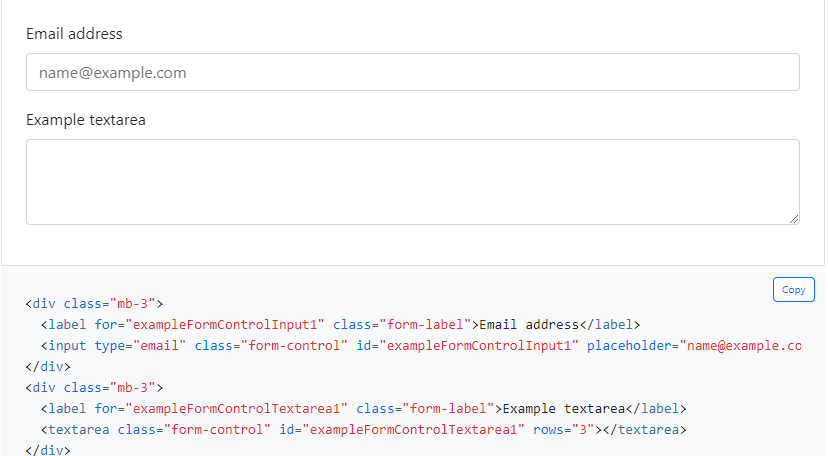 Email address
name@example.com
Example textarea
Copy
<div class="mb-3">
  <label for="exampleFormControlInput1" class="form-label">Email address</label>
  <input type="email" class="form-control" id="exampleFormControlInput1" placeholder="name@example.co
</div>
<div class="mb-3">
  <label for="exampleFormControlTextarea1" class="form-label">Example textarea</label>
  <textarea class="form-control" id="exampleFormControlTextarea1" rows="3"></textarea>
</div>